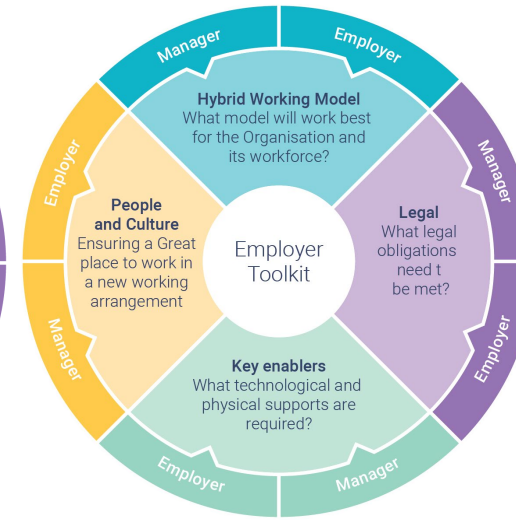 Manager
Employer
Hybrid Working Model
What model will work best
for the Organisation and
its workforce?
Employer
Manager
People
and Culture
Ensuring a Great
place to work in
a new working
arrangement
Employer
Toolkit
Legal
What legal
obligations
need t
be met?
Manager
Employer
Key enablers
What technological and
physical supports are
required?
Employer
Manager